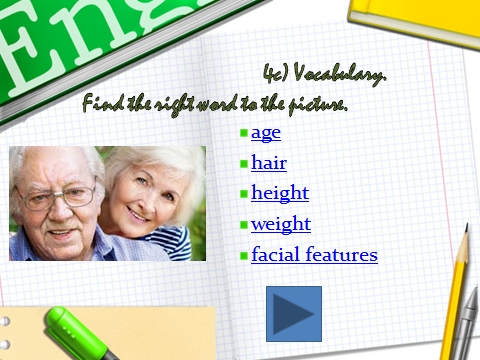 Eng
4c) Vocabulary.
Find the right word to the picture.
age
hair
height
weight
facial features